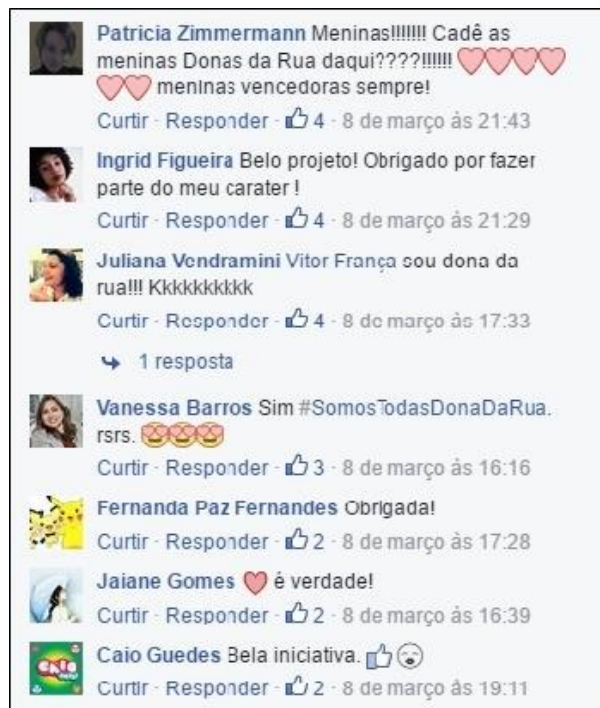 Patricia Zimmermann Meninas!!!!!!! Cadê as
meninas Donas da Rua daqui????!!!!!!
meninas vencedoras sempre!
Curtir · Responder · 4 · 8 de março às 21:43
Ingrid Figueira Belo projeto! Obrigado por fazer
parte do meu carater !
Curtir · Responder · 4 · 8 de março às 21:29
Juliana Vendramini Vitor França sou dona da
rua!!! Kkkkkkkkkk
Curtir · Responder · 4 · 8 de março às 17:33
1 resposta
Vanessa Barros Sim #SomosTodasDonaDaRua.
rsrs.
Curtir · Responder · 3 · 8 de março às 16:16
Fernanda Paz Fernandes Obrigada!
Curtir · Responder · 2 · 8 de março às 17:28
Jaiane Gomes é verdade!
Curtir · Responder · 2 · 8 de março às 16:39
CAIO
Caio Guedes Bela iniciativa.
Curtir · Responder · 2 · 8 de março às 19:11